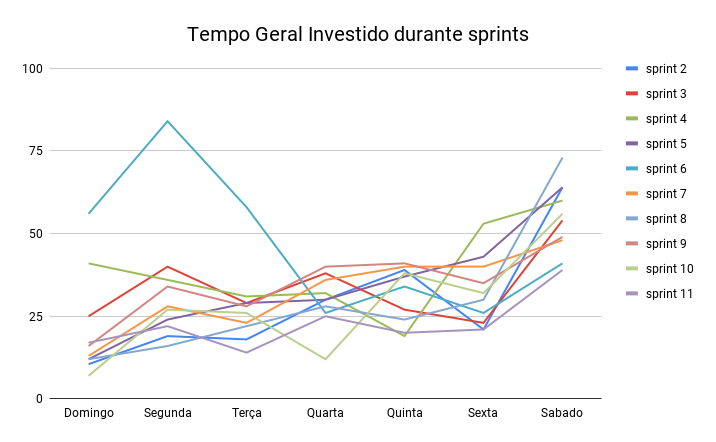 Tempo Geral Investido durante sprints
100
75
50
25
0
Domingo
Segunda
Terça
Quarta
Quinta
Sexta
Sabado
sprint 2
sprint 3
sprint 4
sprint 5
sprint 6
sprint 7
sprint 8
sprint 9
sprint 10
sprint 11